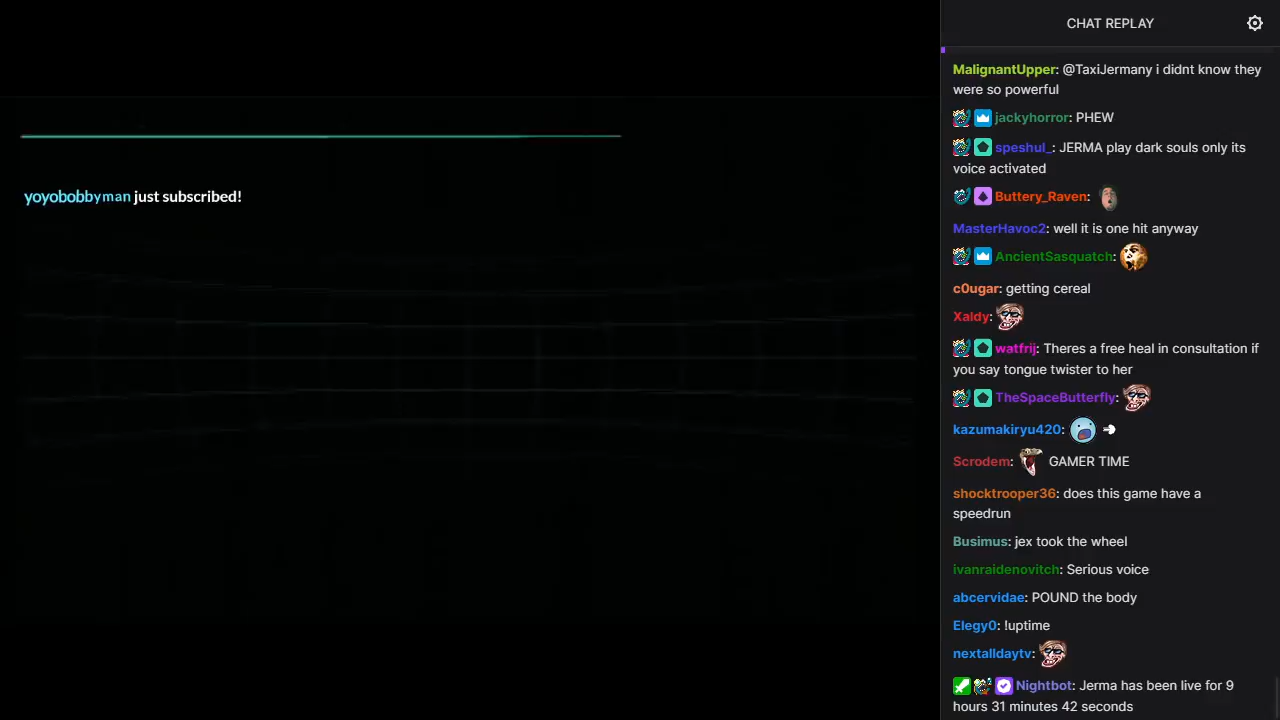 CHAT REPLAY
yoyobobbyman just subscribed!
MalignantUpper: @TaxiJermany i didnt know they
were so powerful
jackyhorror: PHEW
speshul_: JERMA play dark souls only its
voice activated
Buttery_Raven:
MasterHavoc2: well it is one hit anyway
AncientSasquatch:
c0ugar: getting cereal
Xaldy:
watfrij: Theres a free heal in consultation if
you say tongue twister to her
TheSpaceButterfly:
kazumakiryu420:
Scrodem: GAMER TIME
shocktrooper36: does this game have a
speedrun
Busimus: jex took the wheel
ivanraidenovitch: Serious voice
abcervidae: POUND the body
Elegy0: !uptime
nextalldaytv:
Nightbot: Jerma has been live for 9
hours 31 minutes 42 seconds